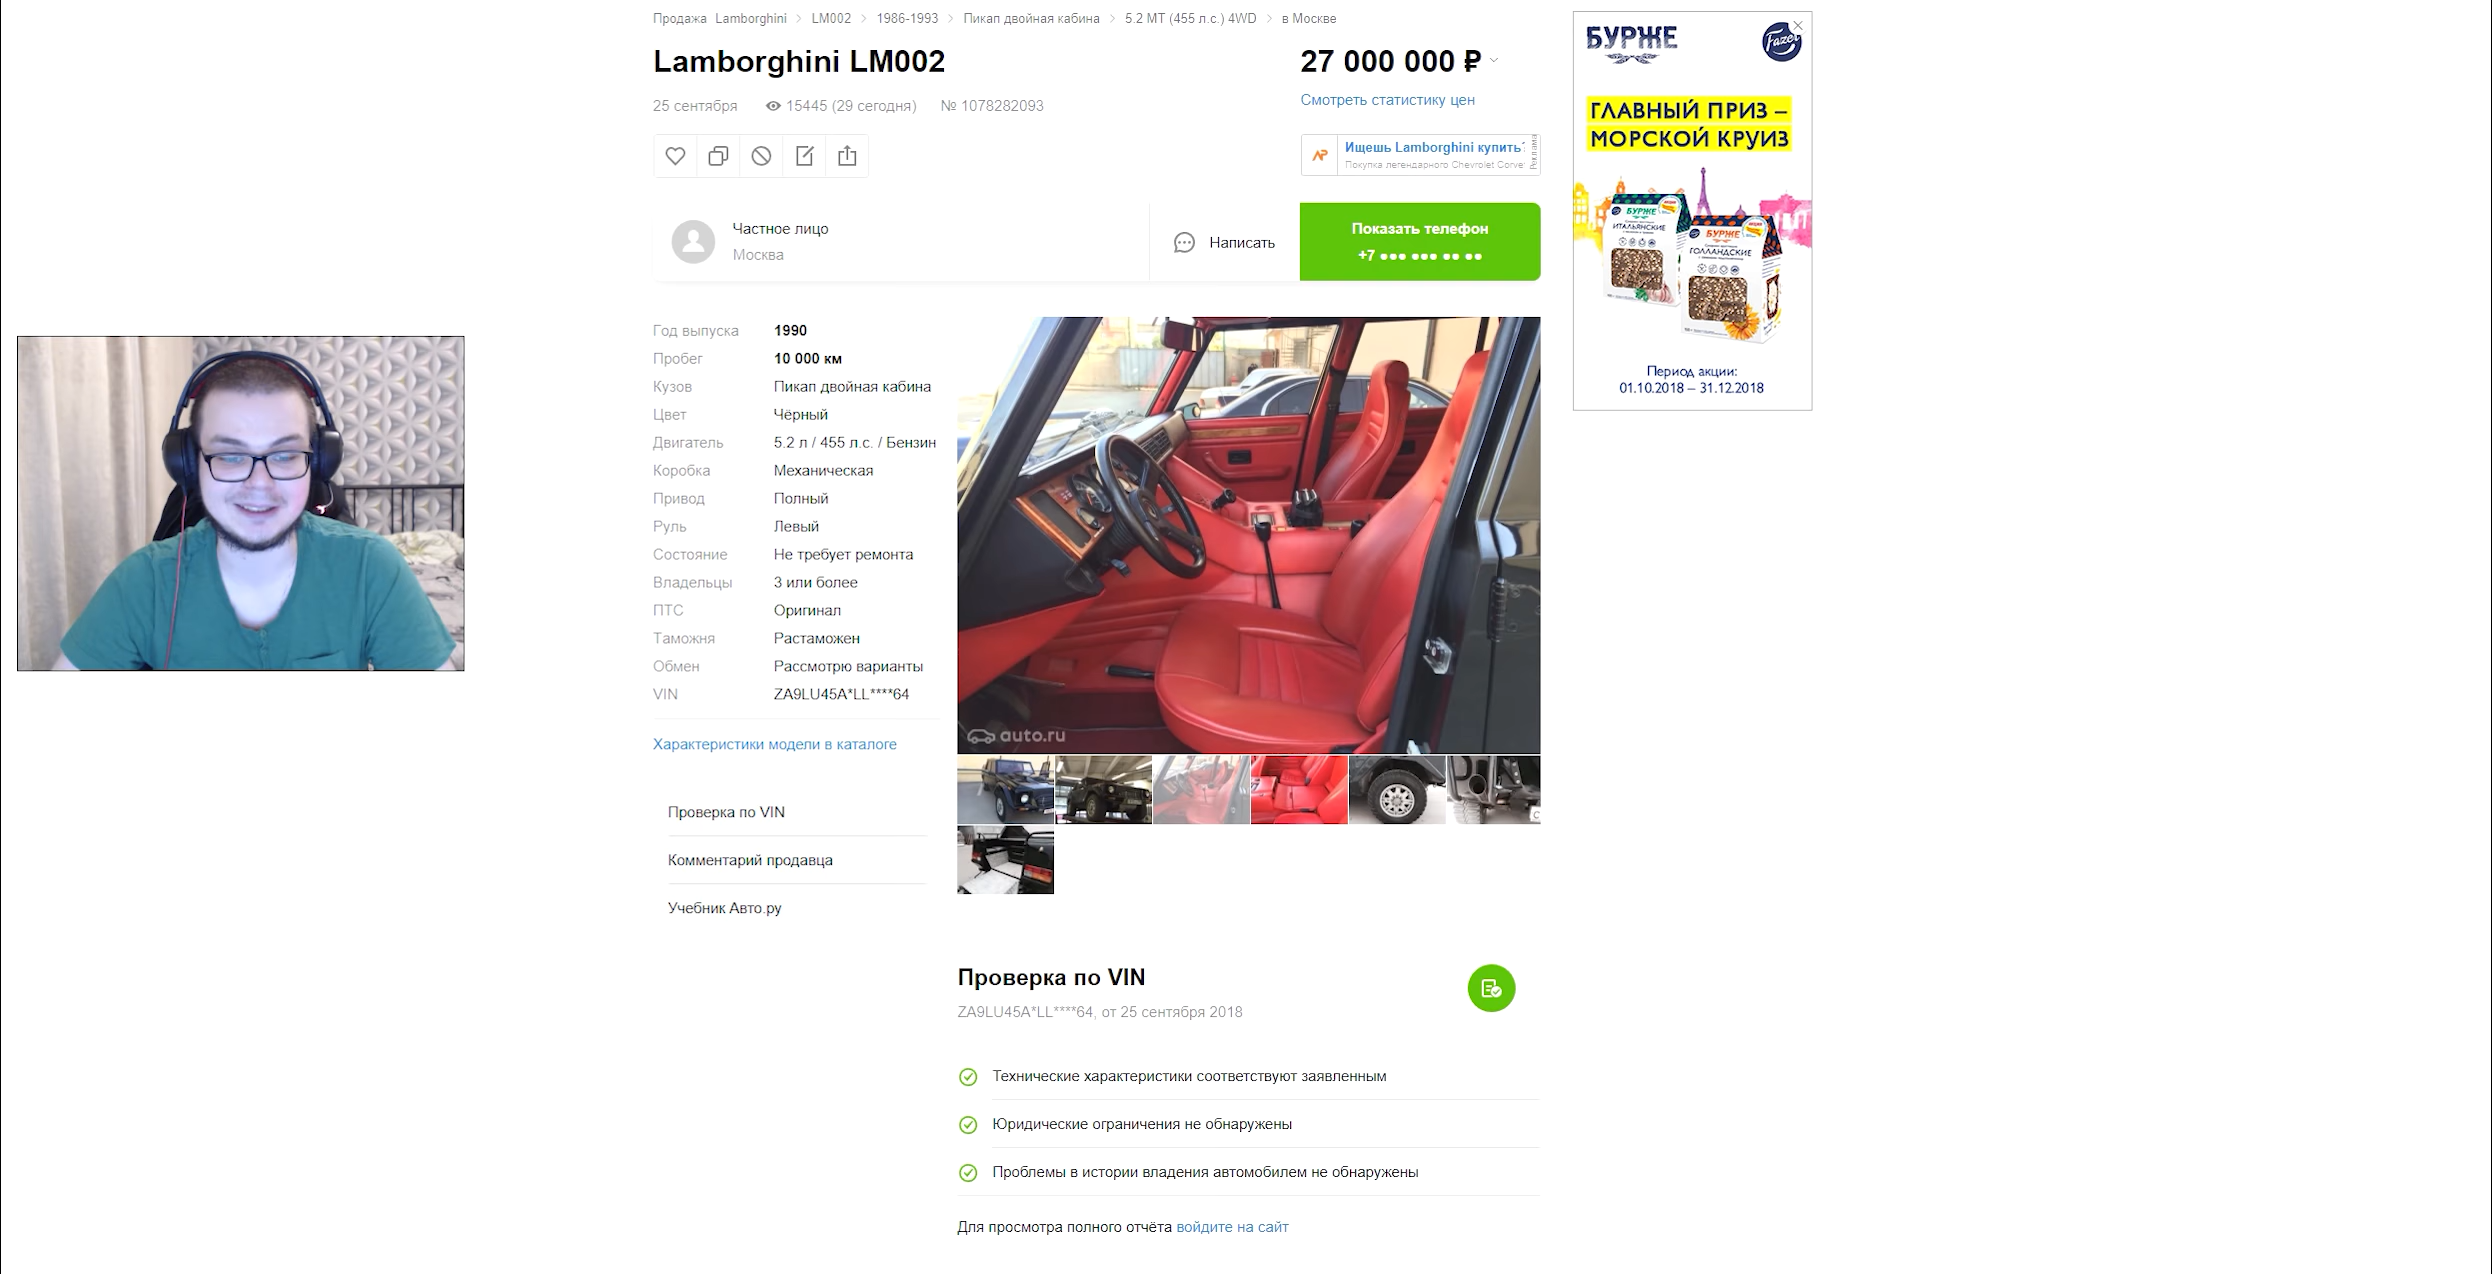 Продажа Lamborghini > LM002 > 1986-1993 > Пикап двойная кабина > 5.2 MT (455 л.с.) 4WD > в Москве
Lamborghini LM002
27 000 000 ₽
25 сентября 15445 (29 сегодня) № 1078282093
Смотреть статистику цен
Ищешь Lamborghini купить?
Покупка легендарного Chevrolet Corve
Реклама
Частное лицо
Москва
Написать
Показать телефон
+7 ●●● ●●● ●● ●●
Год выпуска 1990
Пробег 10 000 км
Кузов Пикап двойная кабина
Цвет Чёрный
Двигатель 5.2 л / 455 л.с. / Бензин
Коробка Механическая
Привод Полный
Руль Левый
Состояние Не требует ремонта
Владельцы 3 или более
ПТС Оригинал
Таможня Растаможен
Обмен Рассмотрю варианты
VIN ZA9LU45A*LL****64
Характеристики модели в каталоге
Проверка по VIN
Комментарий продавца
Учебник Авто.ру
auto.ru
Проверка по VIN
ZA9LU45A*LL****64, от 25 сентября 2018
Технические характеристики соответствуют заявленным
Юридические ограничения не обнаружены
Проблемы в истории владения автомобилем не обнаружены
Для просмотра полного отчёта войдите на сайт
БУРЖЕ
Fazer
ГЛАВНЫЙ ПРИЗ –
МОРСКОЙ КРУИЗ
БУРЖЕ
ИТАЛЬЯНСКИЕ
БУРЖЕ
ГОЛЛАНДСКИЕ
Период акции:
01.10.2018 – 31.12.2018